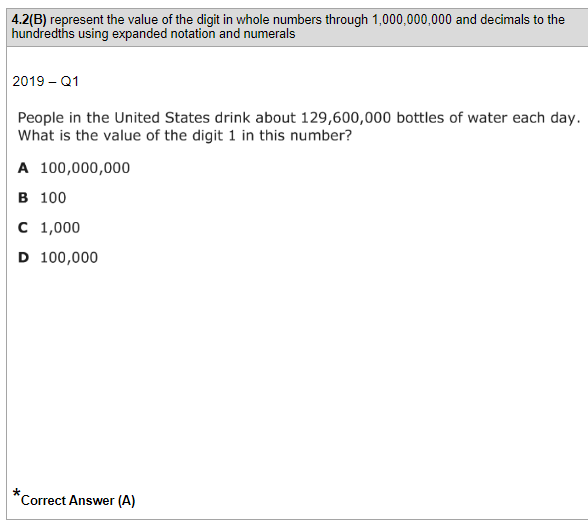 4.2(B) represent the value of the digit in whole numbers through 1,000,000,000 and decimals to the
hundredths using expanded notation and numerals
2019 – Q1
People in the United States drink about 129,600,000 bottles of water each day.
What is the value of the digit 1 in this number?
A 100,000,000
B 100
C 1,000
D 100,000
*Correct Answer (A)